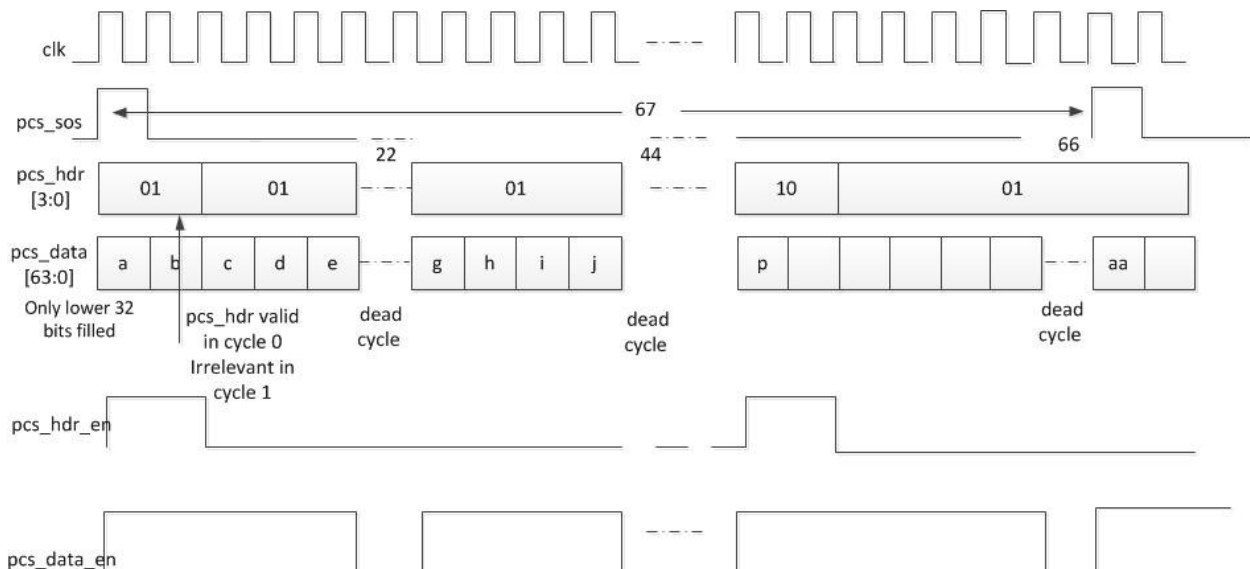 clk
pcs_sos
67
22
44
66
pcs_hdr
[3:0]
01
01
01
10
01
pcs_data
[63:0]
a
b
c
d
e
g
h
i
j
p
aa
Only lower 32
bits filled
pcs_hdr valid
in cycle 0
Irrelevant in
cycle 1
dead
cycle
dead
cycle
dead
cycle
pcs_hdr_en
pcs_data_en